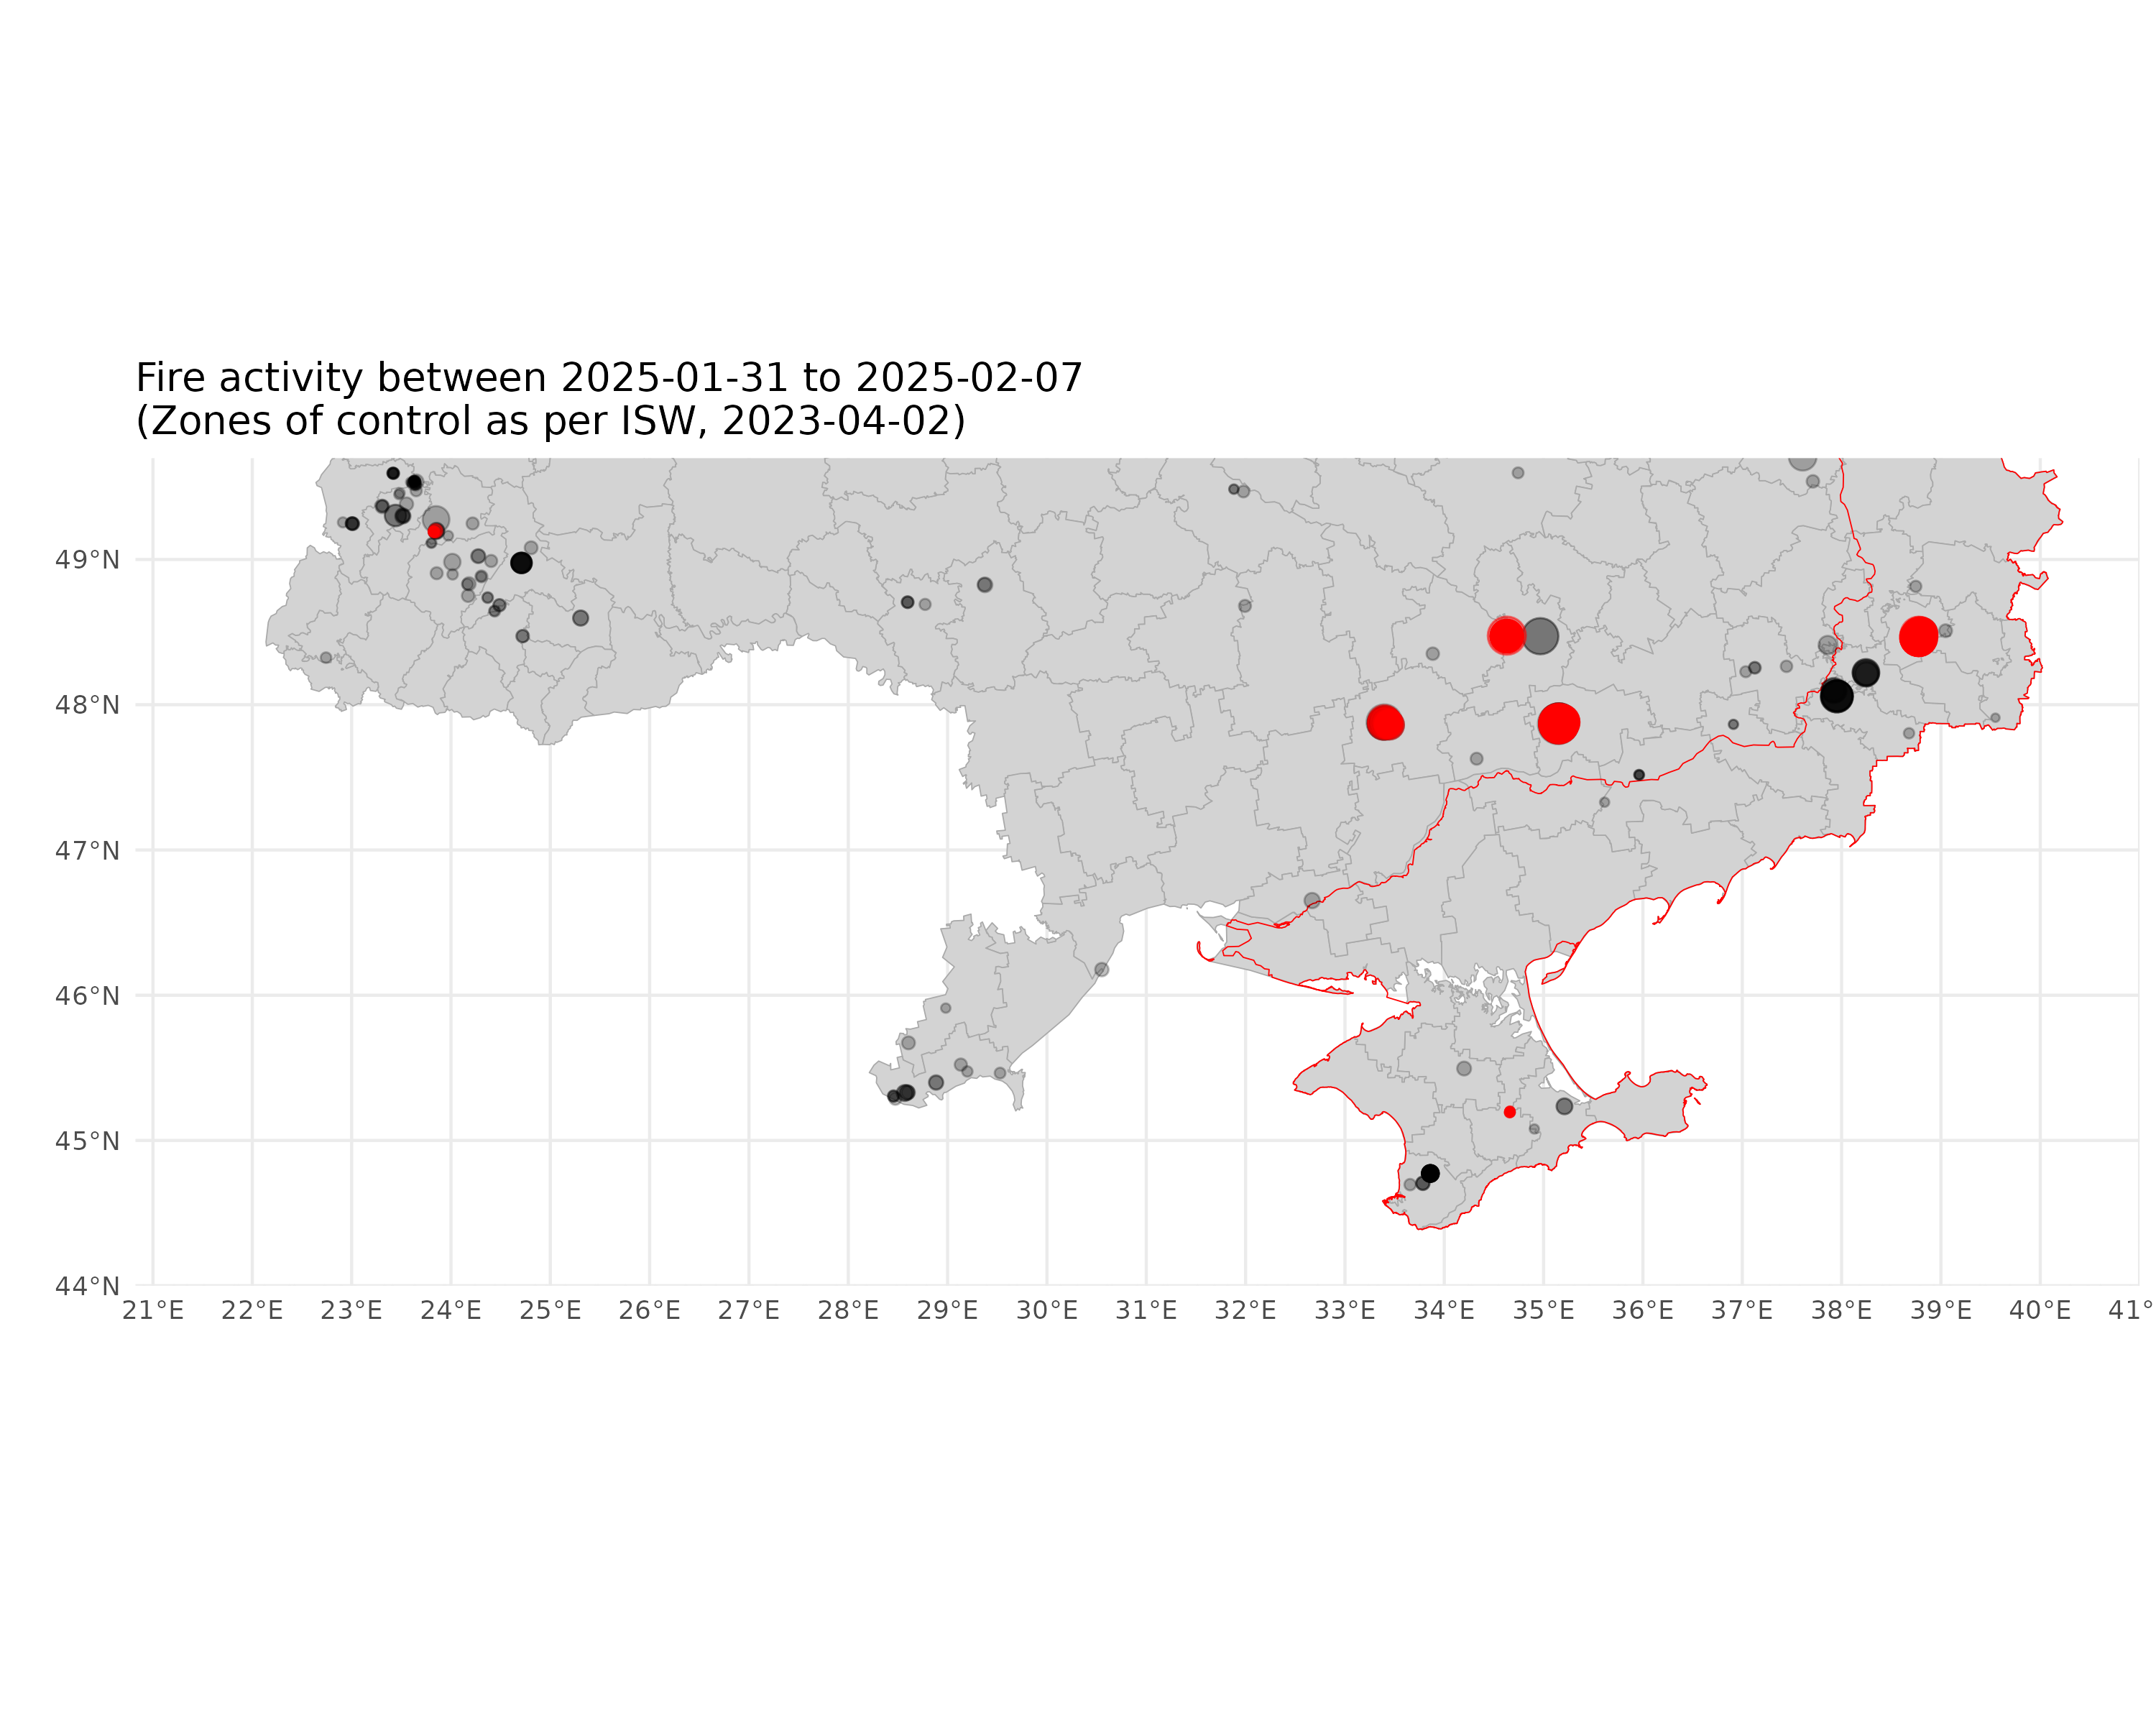 Fire activity between 2025-01-31 to 2025-02-07
(Zones of control as per ISW, 2023-04-02)
49°N
48°N
47°N
46°N
45°N
44°N
21°E 22°E 23°E 24°E 25°E 26°E 27°E 28°E 29°E 30°E 31°E 32°E 33°E 34°E 35°E 36°E 37°E 38°E 39°E 40°E 41°